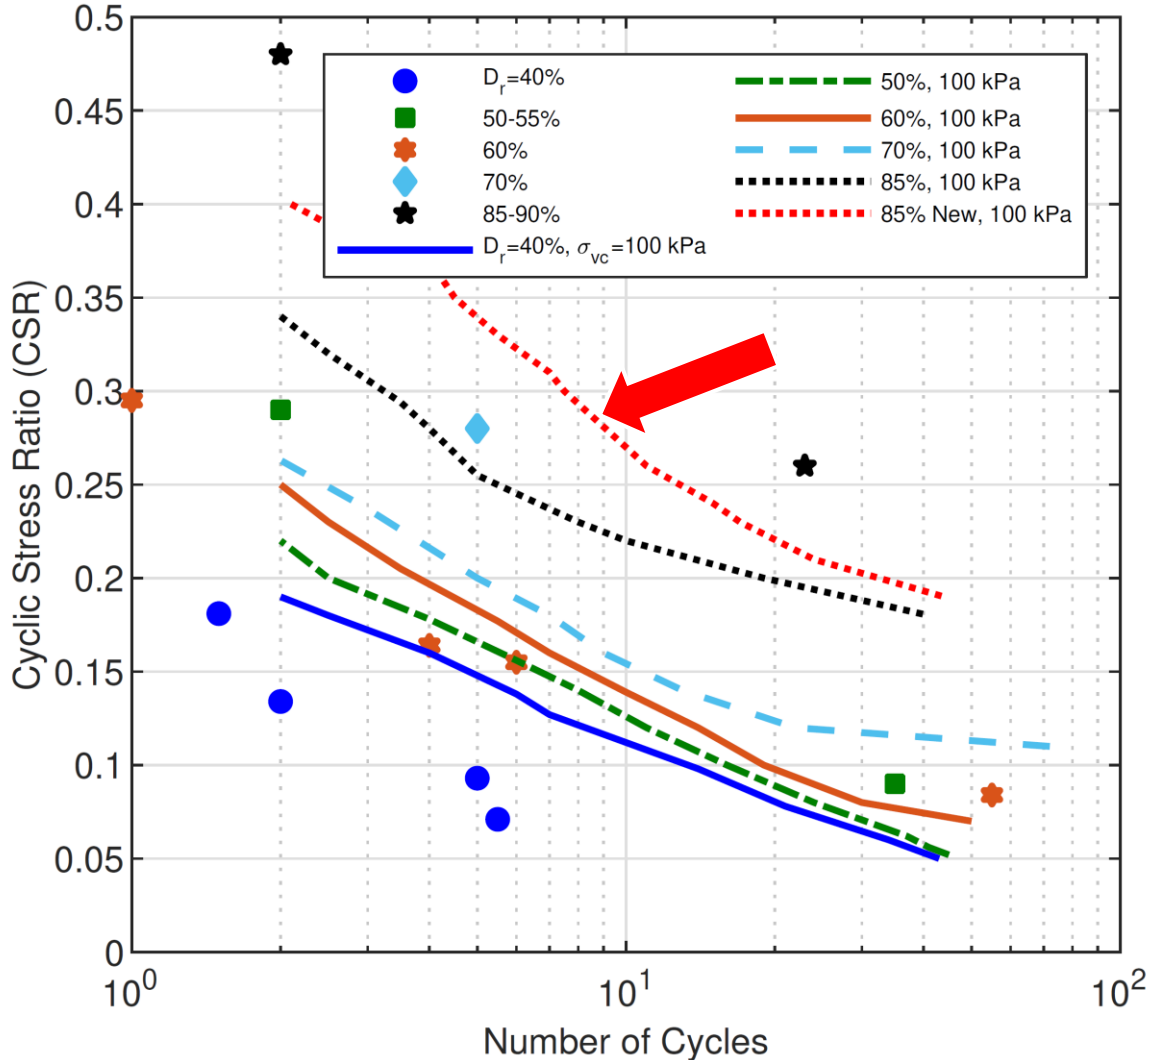 0.5
0.45
0.4
0.35
0.3
0.25
0.2
0.15
0.1
0.05
0
Cyclic Stress Ratio (CSR)
D_r=40%
50-55%
60%
70%
85-90%
D_r=40%, σ_vc=100 kPa
50%, 100 kPa
60%, 100 kPa
70%, 100 kPa
85%, 100 kPa
85% New, 100 kPa
10^0 10^1 10^2
Number of Cycles